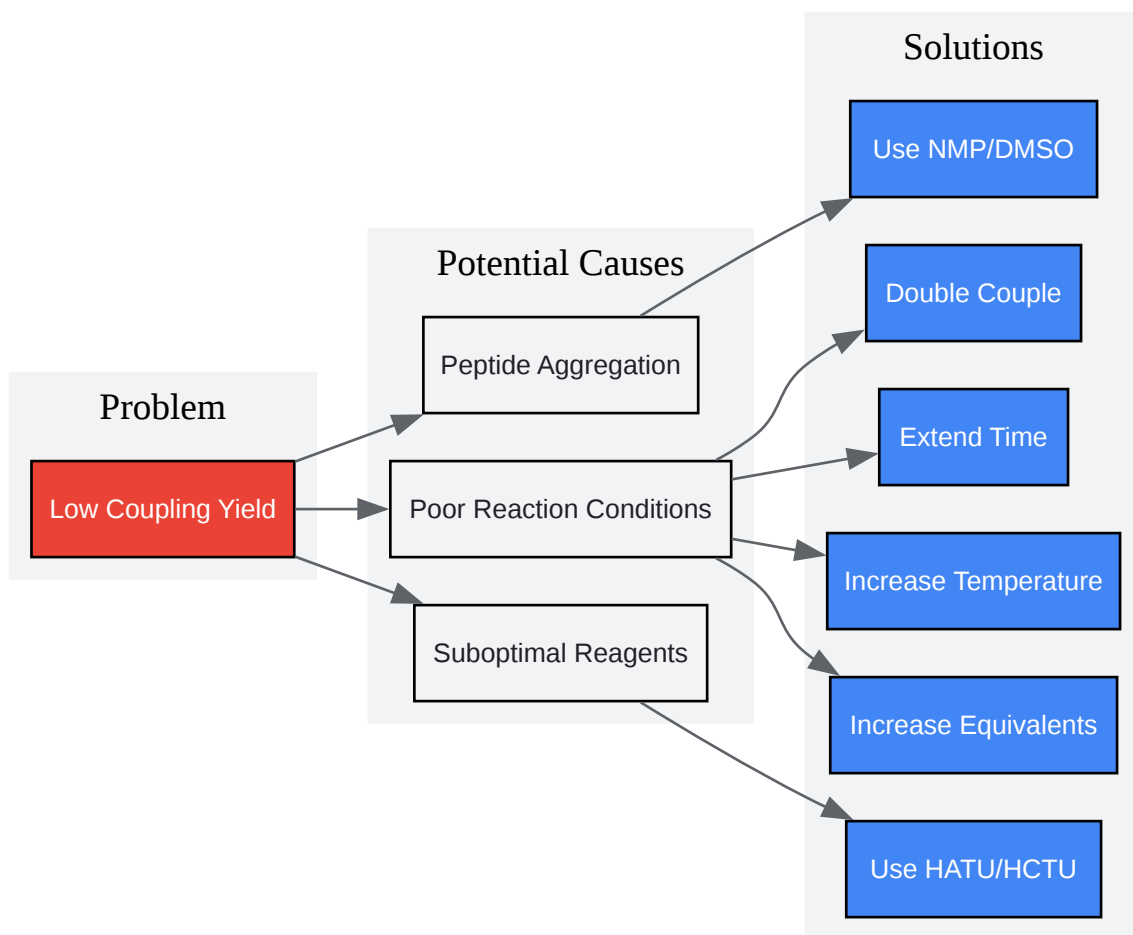 Problem
Low Coupling Yield
Potential Causes
Peptide Aggregation
Poor Reaction Conditions
Suboptimal Reagents
Solutions
Use NMP/DMSO
Double Couple
Extend Time
Increase Temperature
Increase Equivalents
Use HATU/HCTU